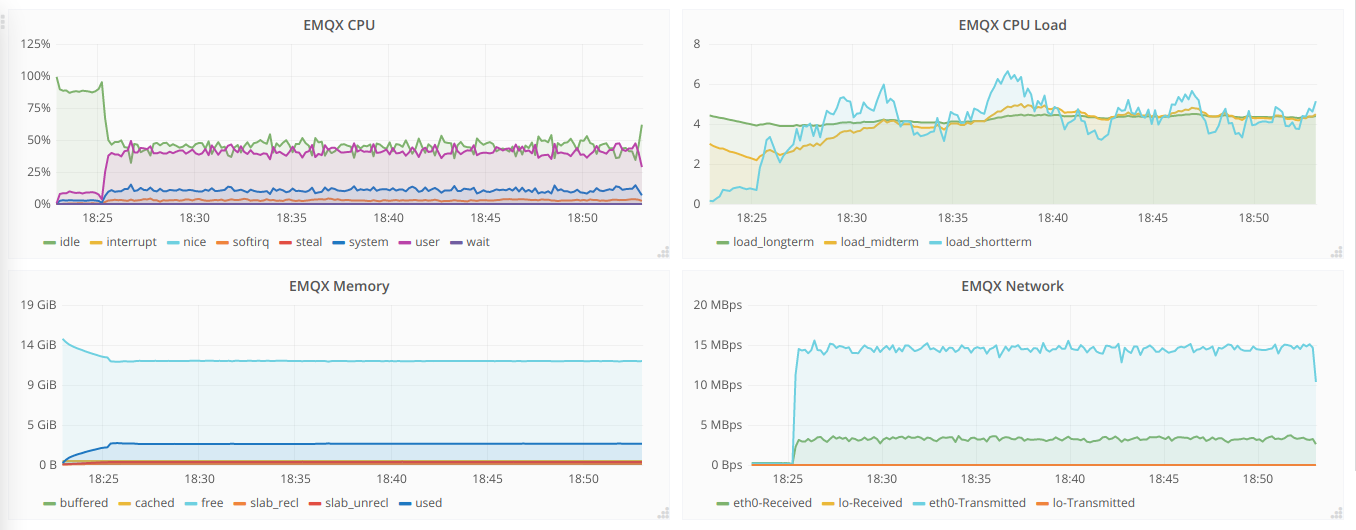 EMQX CPU
125%
100%
75%
50%
25%
0%
18:25 18:30 18:35 18:40 18:45 18:50
idle interrupt nice softirq steal system user wait
EMQX CPU Load
8
6
4
2
0
18:25 18:30 18:35 18:40 18:45 18:50
load_longterm load_midterm load_shortterm
EMQX Memory
19 GiB
14 GiB
9 GiB
5 GiB
0 B
18:25 18:30 18:35 18:40 18:45 18:50
buffered cached free slab_recl slab_unrecl used
EMQX Network
20 MBps
15 MBps
10 MBps
5 MBps
0 Bps
18:25 18:30 18:35 18:40 18:45 18:50
eth0-Received lo-Received eth0-Transmitted lo-Transmitted